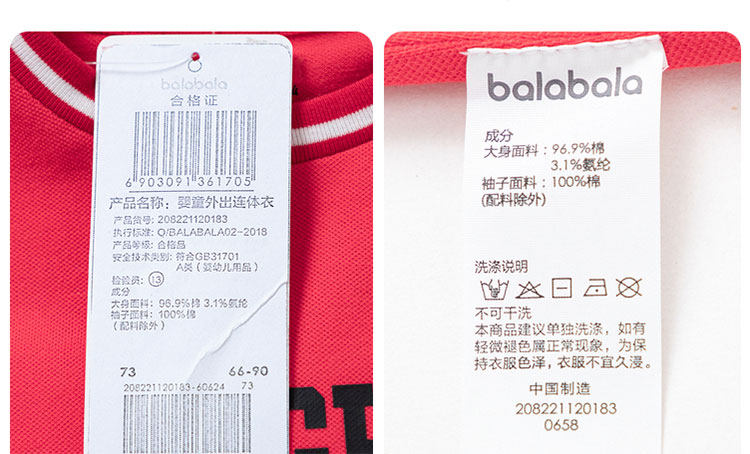 balabala
合格证
6 903091 361705
产品名称：婴童外出连体衣
产品货号：208221120183
执行标准：Q/BALABALA02-2018
产品等级：合格品
安全技术类别：符合GB31701
A类（婴幼儿用品）
检验员：13
成分
大身面料：96.9%棉 3.1%氨纶
袖子面料：100%棉
（配料除外）
73 66-90
208221120183-60624 73
balabala
成分
大身面料：96.9%棉
3.1%氨纶
袖子面料：100%棉
(配料除外)
洗涤说明
不可干洗
本商品建议单独洗涤，如有
轻微褪色属正常现象，为保
持衣服色泽，衣服不宜久浸。
中国制造
208221120183
0658